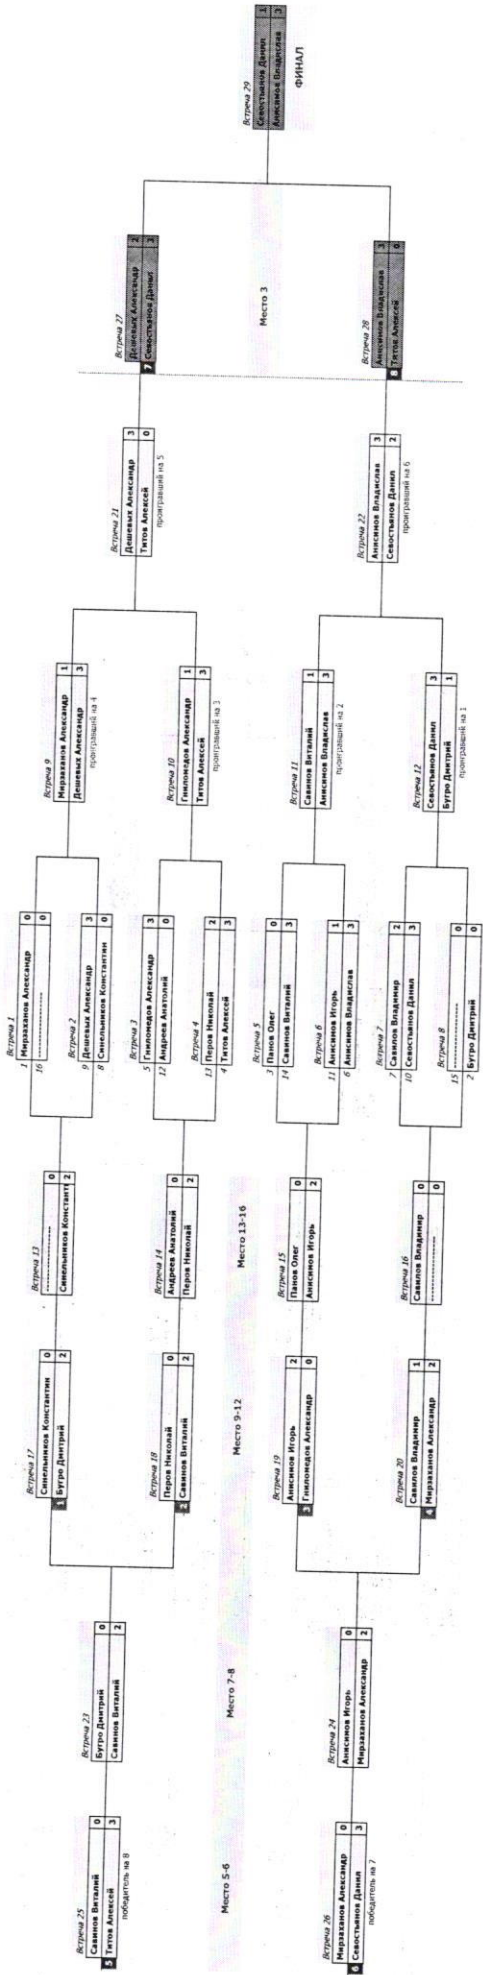 Встреча 25
Савинов Виталий 0
5 Титов Алексей 3
победитель на 8
Встреча 23
Бугро Дмитрий 0
Савинов Виталий 2
Встреча 17
Синельников Константин 0
1 Бугро Дмитрий 2
Встреча 18
Перов Николай 0
2 Савинов Виталий 2
Встреча 13
------------------ 0
Синельников Константи 2
Встреча 14
Андреев Анатолий 0
Перов Николай 2
Встреча 1
1 Мирзаханов Александр 0
16 ------------------ 0
Встреча 2
9 Дешевых Александр 3
8 Синельников Константин 0
Встреча 3
5 Гниломедов Александр 3
12 Андреев Анатолий 0
Встреча 4
13 Перов Николай 2
4 Титов Алексей 3
Встреча 9
Мирзаханов Александр 1
Дешевых Александр 3
проигравший на 4
Встреча 10
Гниломедов Александр 1
Титов Алексей 3
проигравший на 3
Встреча 21
Дешевых Александр 3
Титов Алексей 0
проигравший на 5
Встреча 27
Дешевых Александр 2
7 Севостьянов Данил 3
Встреча 29
Севостьянов Данил 1
Анисимов Владислав 3
ФИНАЛ
Место 5-6
Место 7-8
Место 9-12
Место 13-16
Место 3
Встреча 26
Мирзаханов Александр 0
6 Севостьянов Данил 3
победитель на 7
Встреча 24
Анисимов Игорь 0
Мирзаханов Александр 2
Встреча 19
Анисимов Игорь 2
3 Гниломедов Александр 0
Встреча 20
Савилов Владимир 1
4 Мирзаханов Александр 2
Встреча 15
Панов Олег 0
Анисимов Игорь 2
Встреча 16
Савилов Владимир 0
------------------ 0
Встреча 5
3 Панов Олег 0
14 Савинов Виталий 3
Встреча 6
11 Анисимов Игорь 1
6 Анисимов Владислав 3
Встреча 7
7 Савилов Владимир 2
10 Севостьянов Данил 3
Встреча 8
15 ------------------ 0
2 Бугро Дмитрий 0
Встреча 11
Савинов Виталий 1
Анисимов Владислав 3
проигравший на 2
Встреча 12
Севостьянов Данил 3
Бугро Дмитрий 1
проигравший на 1
Встреча 22
Анисимов Владислав 3
Севостьянов Данил 2
проигравший на 6
Встреча 28
Анисимов Владислав 3
8 Титов Алексей 0